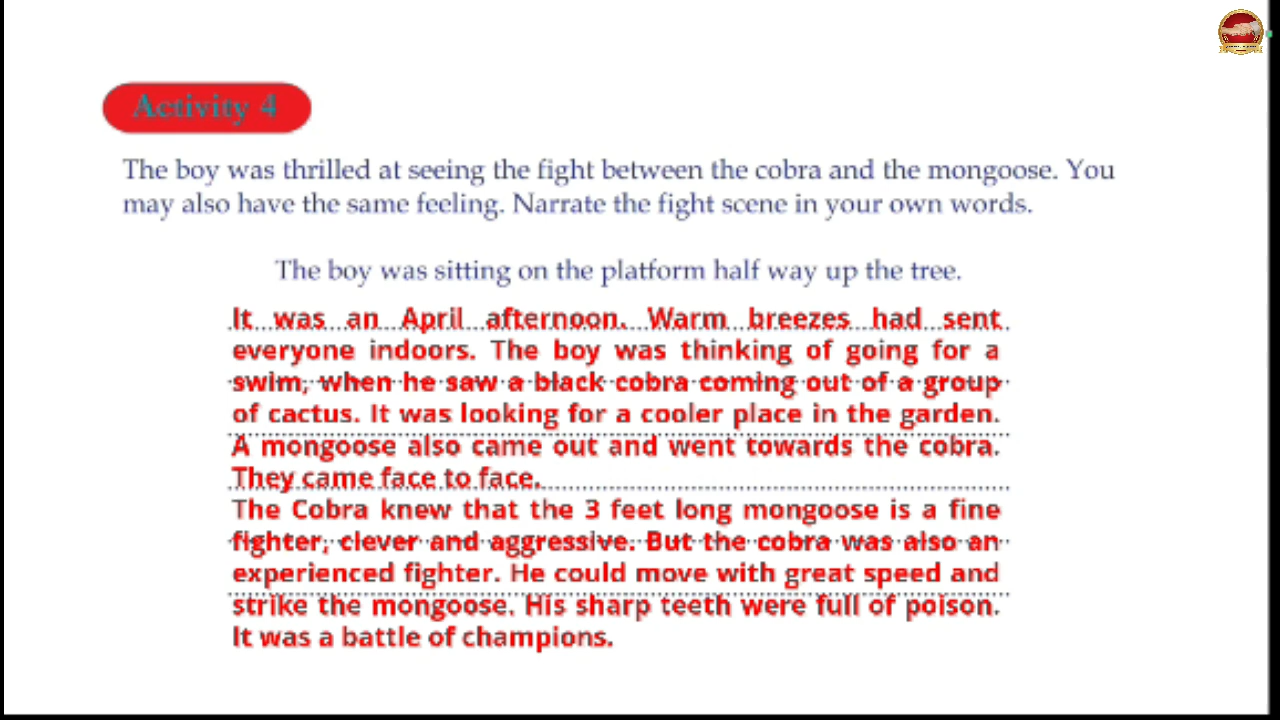 Activity 4
The boy was thrilled at seeing the fight between the cobra and the mongoose. You
may also have the same feeling. Narrate the fight scene in your own words.
The boy was sitting on the platform half way up the tree.
It was an April afternoon. Warm breezes had sent
everyone indoors. The boy was thinking of going for a
swim, when he saw a black cobra coming out of a group
of cactus. It was looking for a cooler place in the garden.
A mongoose also came out and went towards the cobra.
They came face to face.
The Cobra knew that the 3 feet long mongoose is a fine
fighter, clever and aggressive. But the cobra was also an
experienced fighter. He could move with great speed and
strike the mongoose. His sharp teeth were full of poison.
It was a battle of champions.